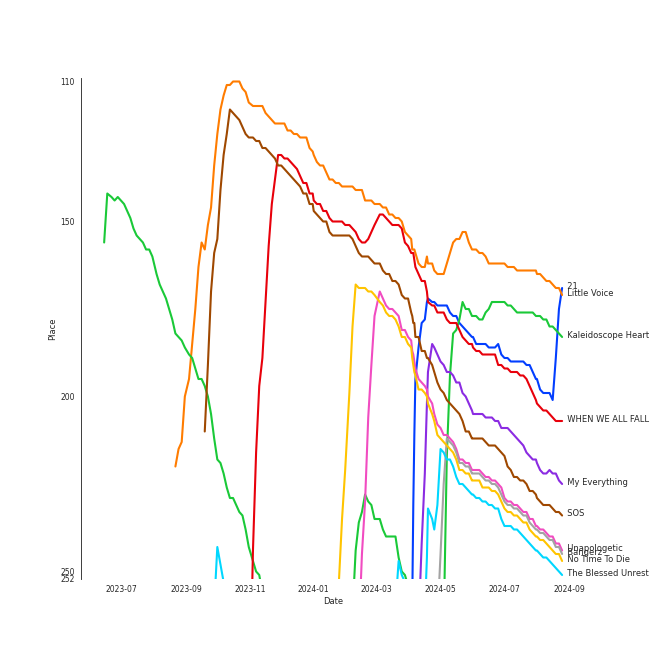 110
150
200
250
252
Place
2023-07
2023-09
2023-11
2024-01
2024-03
2024-05
2024-07
2024-09
Date
21
Little Voice
Kaleidoscope Heart
WHEN WE ALL FALL
My Everything
SOS
Unapologetic
No Time To Die
The Blessed Unrest